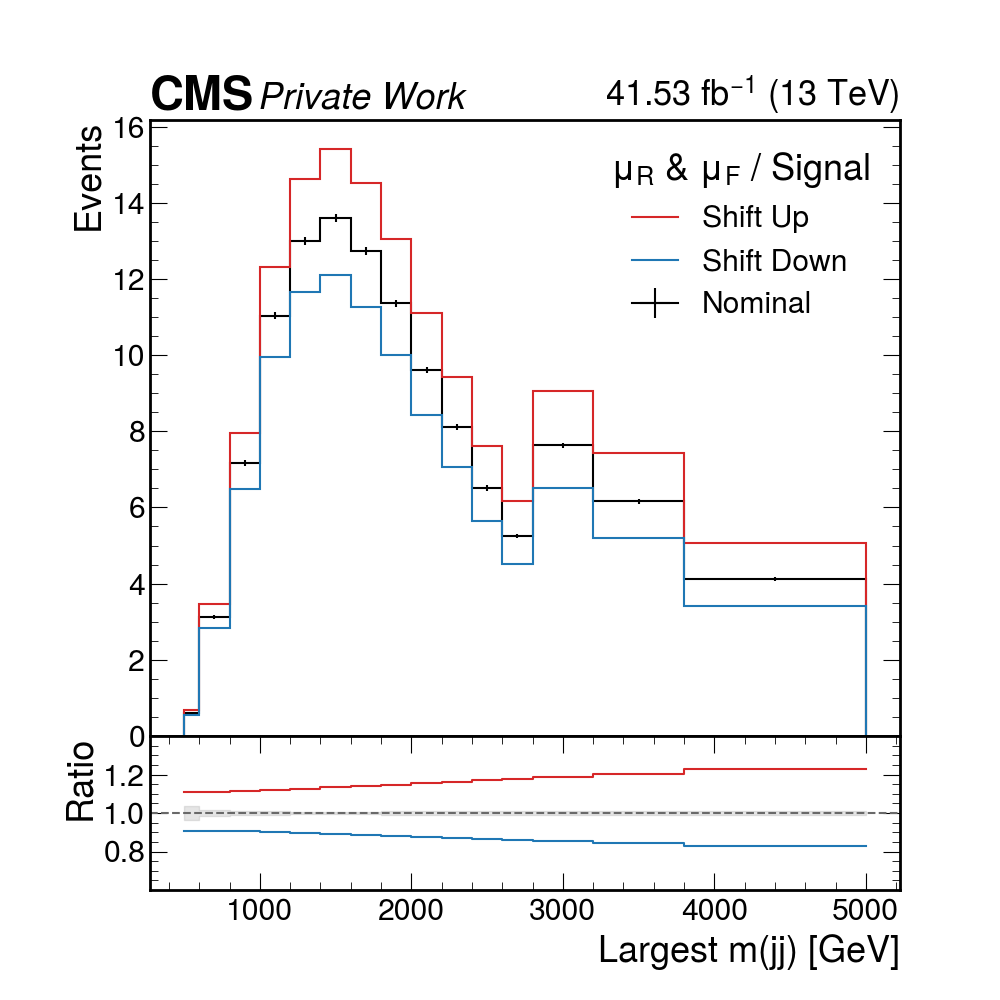 CMS Private Work 41.53 fb⁻¹ (13 TeV)
Events
16
14
12
10
8
6
4
2
0
μR & μF / Signal
Shift Up
Shift Down
Nominal
Ratio
1.2
1.0
0.8
1000 2000 3000 4000 5000
Largest m(jj) [GeV]